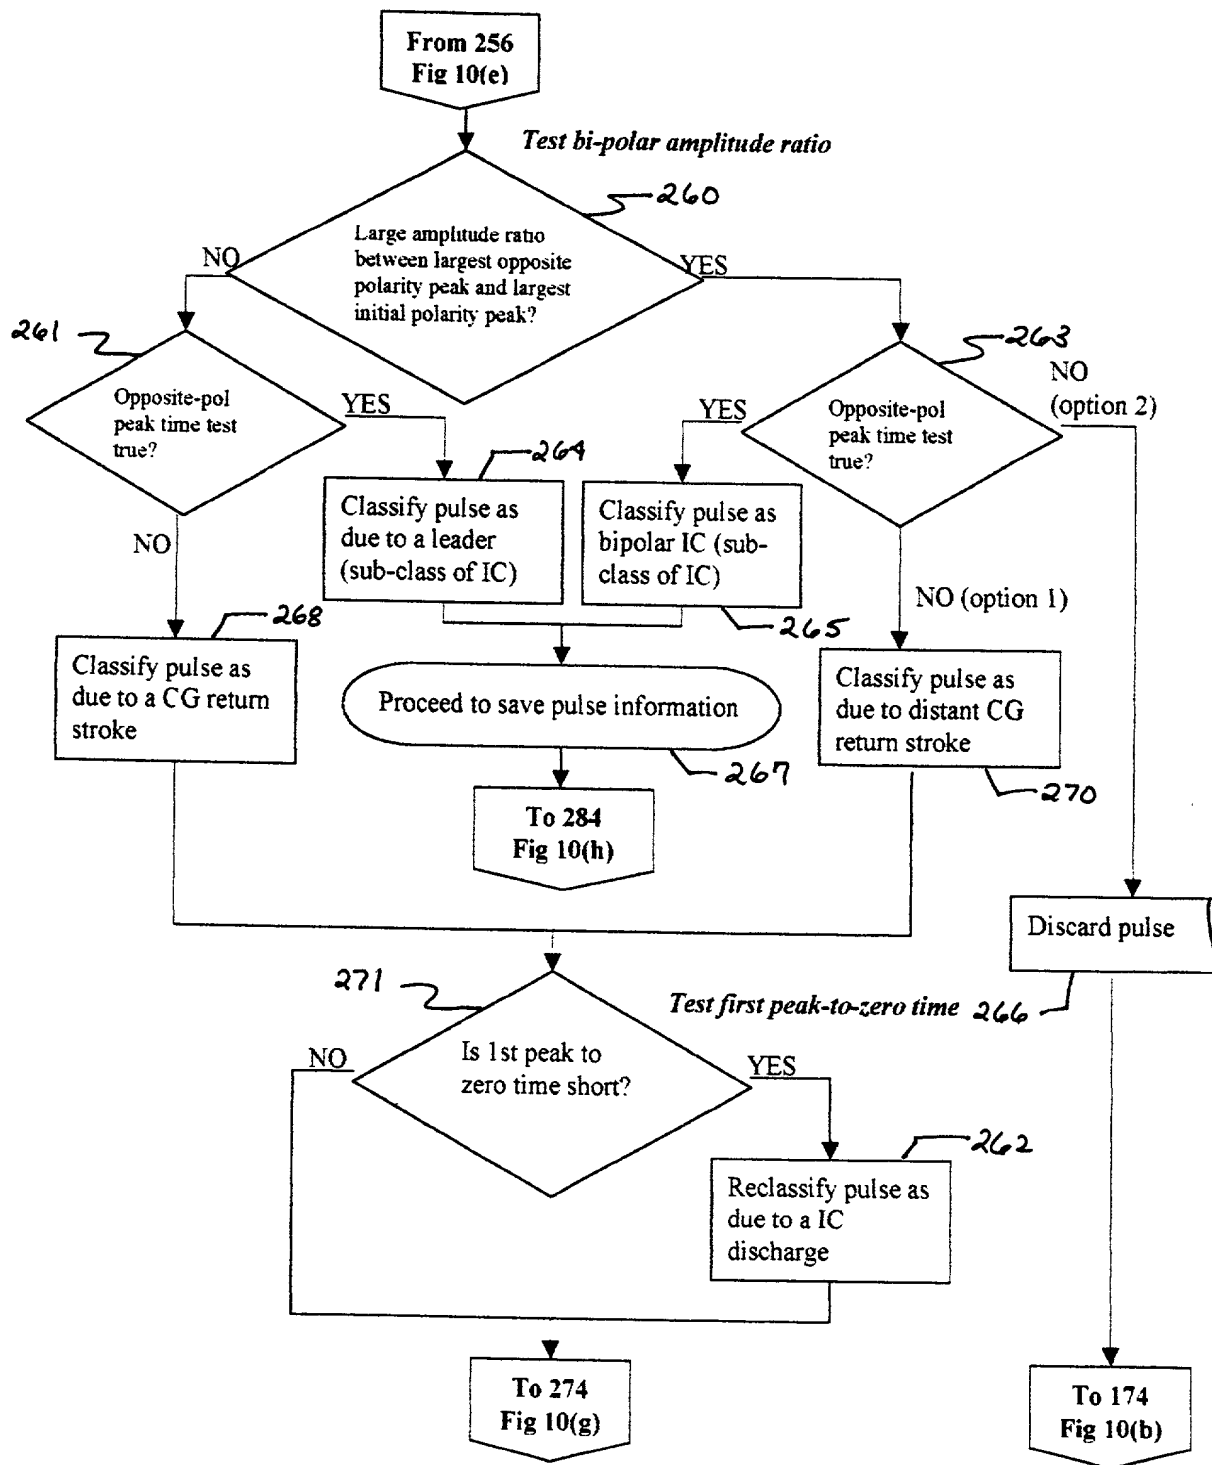 From 256
Fig 10(e)
Test bi-polar amplitude ratio
260
Large amplitude ratio
between largest opposite
polarity peak and largest
initial polarity peak?
NO
YES
261
Opposite-pol
peak time test
true?
YES
NO
263
Opposite-pol
peak time test
true?
YES
NO
(option 2)
NO (option 1)
264
Classify pulse as
due to a leader
(sub-class of IC)
Classify pulse as
bipolar IC (sub-
class of IC)
265
268
Classify pulse as
due to a CG return
stroke
Proceed to save pulse information
267
Classify pulse as
due to distant CG
return stroke
270
To 284
Fig 10(h)
Discard pulse
266
271
Test first peak-to-zero time
Is 1st peak to
zero time short?
NO
YES
262
Reclassify pulse as
due to a IC
discharge
To 274
Fig 10(g)
To 174
Fig 10(b)